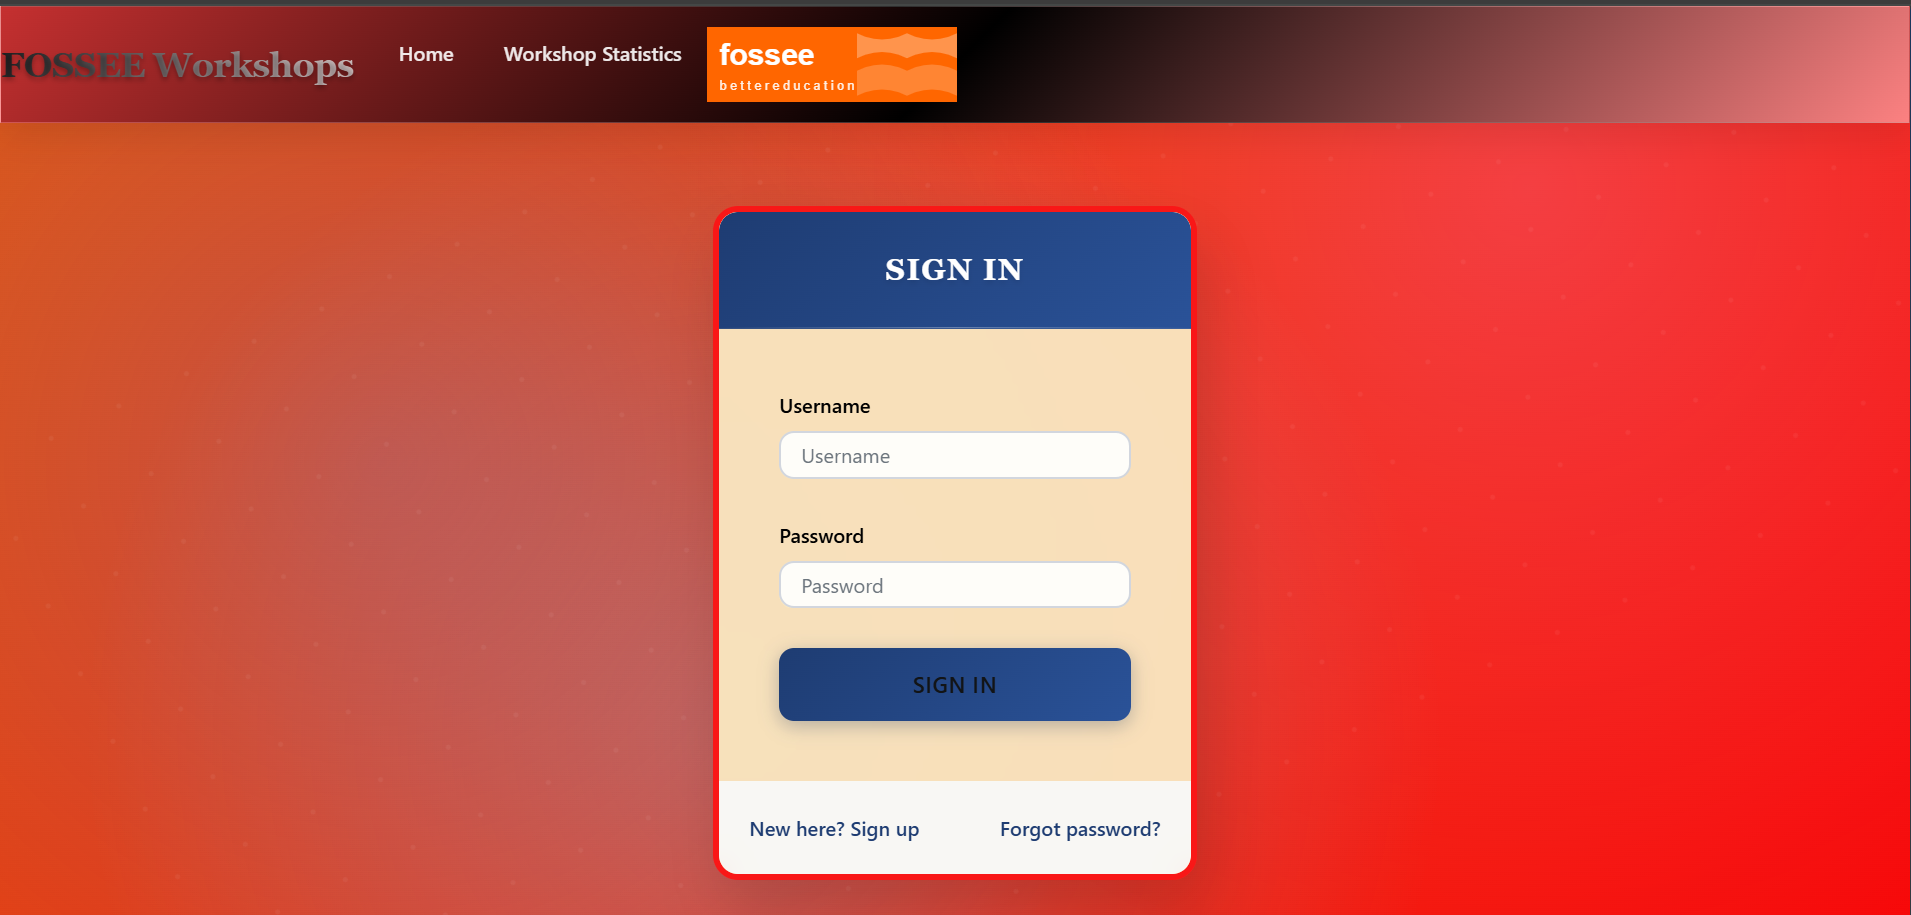 FOSSEE Workshops
Home
Workshop Statistics
fossee
bettereducation
SIGN IN
Username
Username
Password
Password
SIGN IN
New here? Sign up
Forgot password?